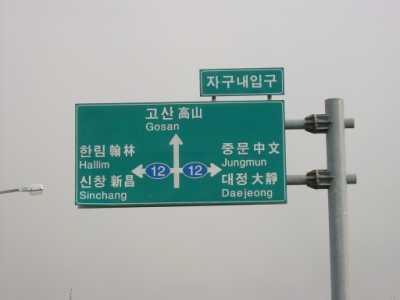 자구내입구
고산 高山
Gosan
한림 翰林
Hallim
신창 新昌
Sinchang
12
12
중문 中文
Jungmun
대정 大靜
Daejeong